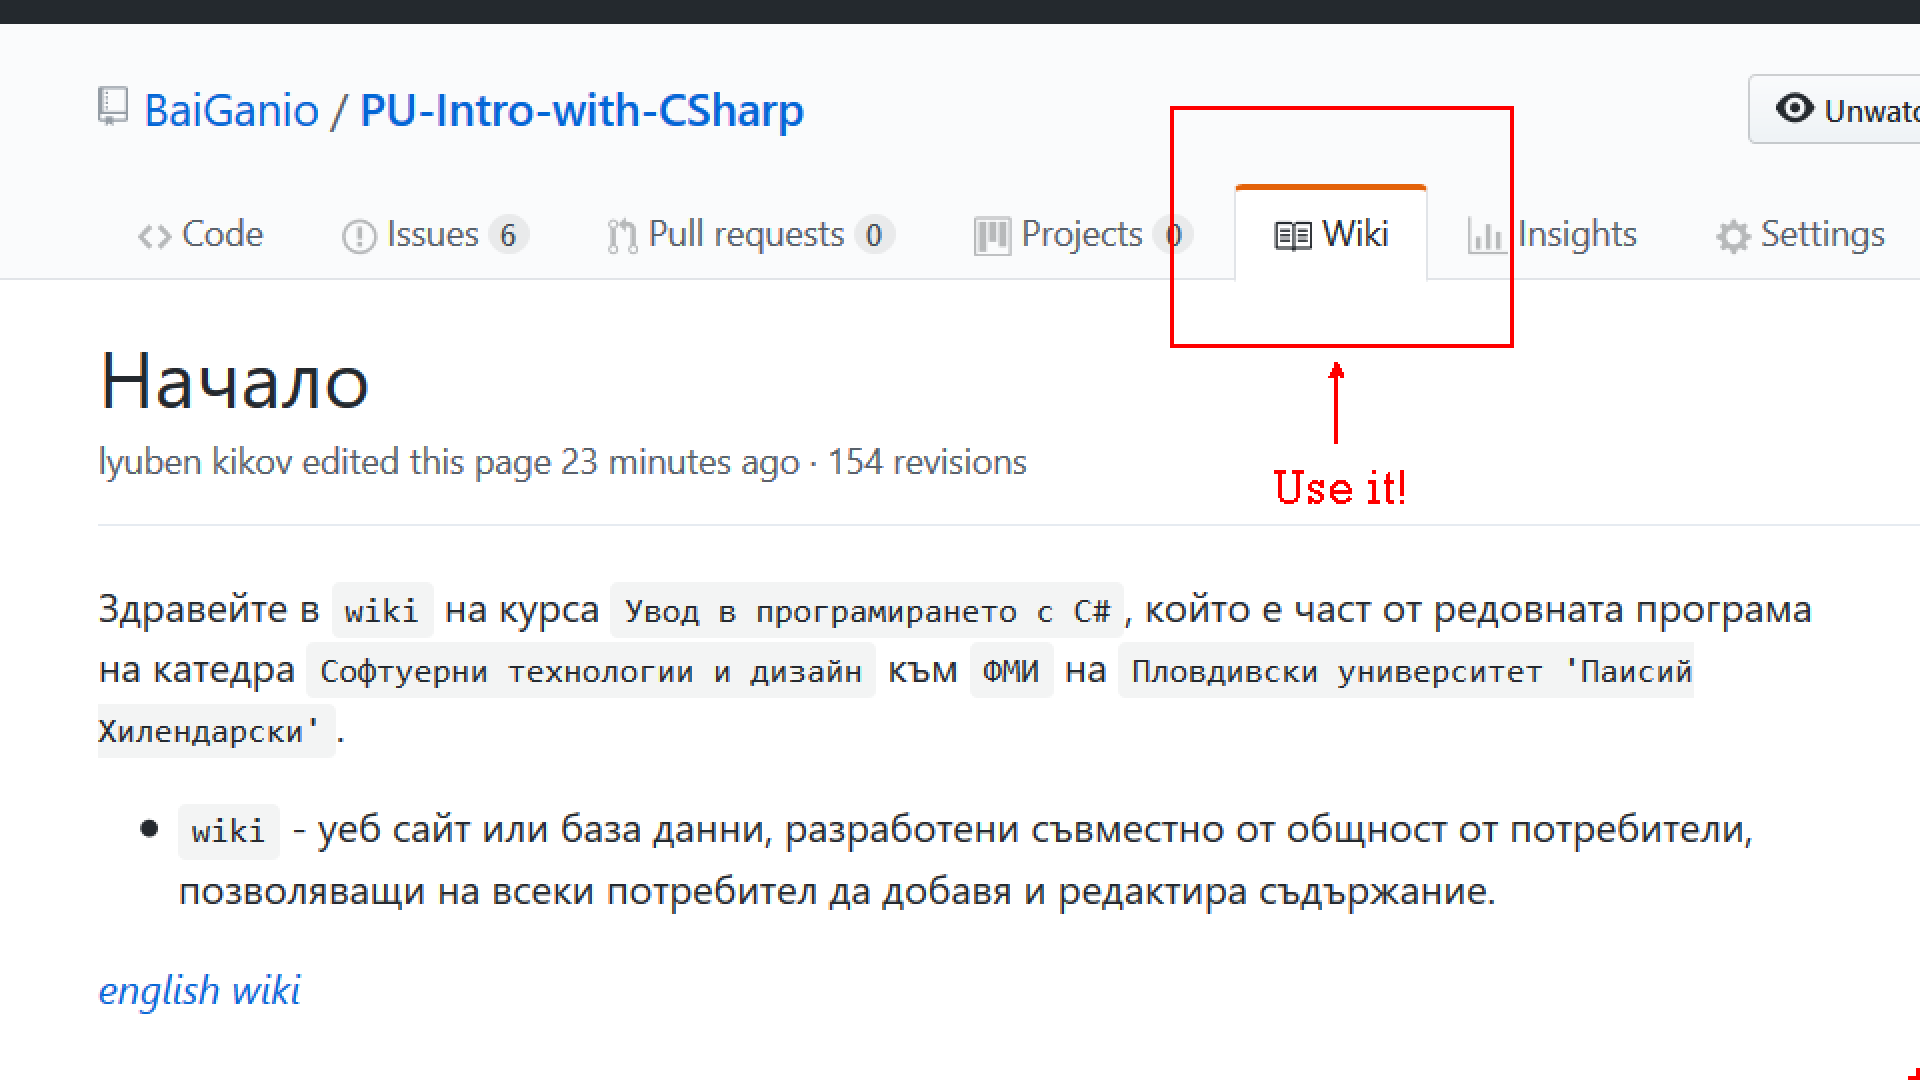 BaiGanio / PU-Intro-with-CSharp
Code Issues 6 Pull requests 0 Projects 0 Wiki Insights Settings
Начало
lyuben kikov edited this page 23 minutes ago · 154 revisions
Use it!
Здравейте в wiki на курса Увод в програмирането с C#, който е част от редовната програма
на катедра Софтуерни технологии и дизайн към ФМИ на Пловдивски университет 'Паисий
Хилендарски'.
• wiki - уеб сайт или база данни, разработени съвместно от общност от потребители,
позволяващи на всеки потребител да добавя и редактира съдържание.
english wiki